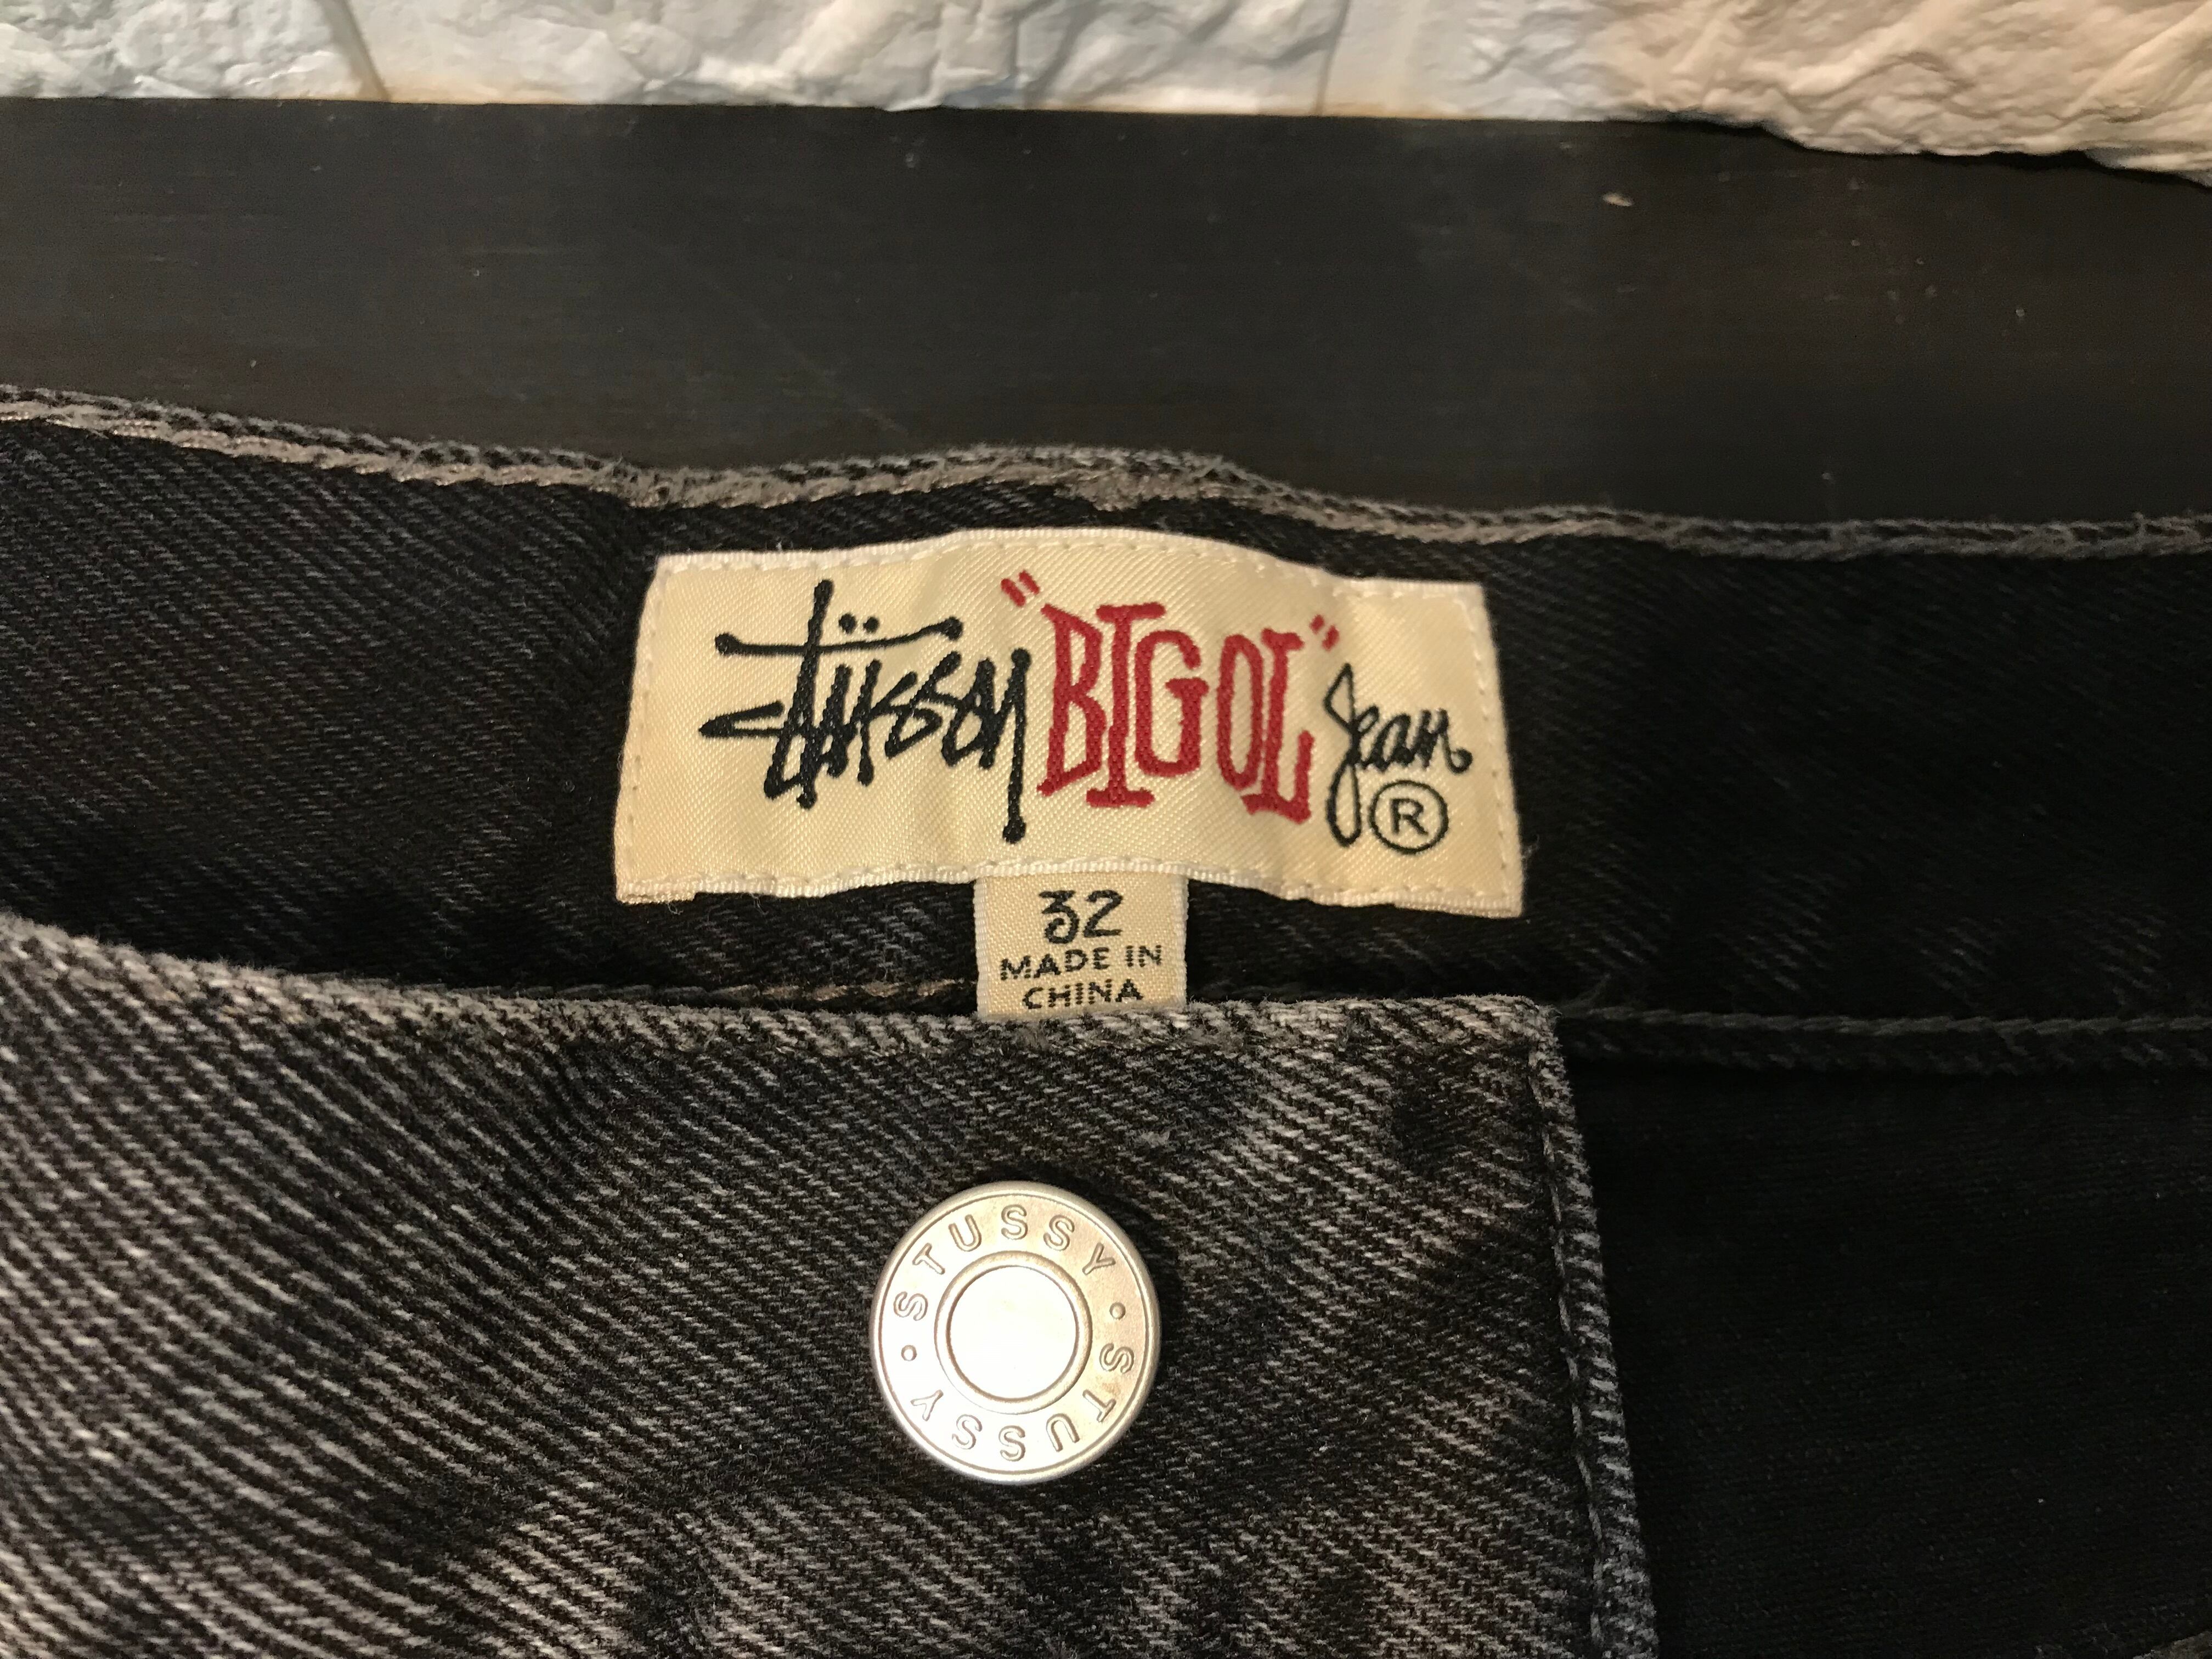 Stüssy "BIG OL" Jean ®
32
MADE IN
CHINA
STUSSY · STUSSY ·